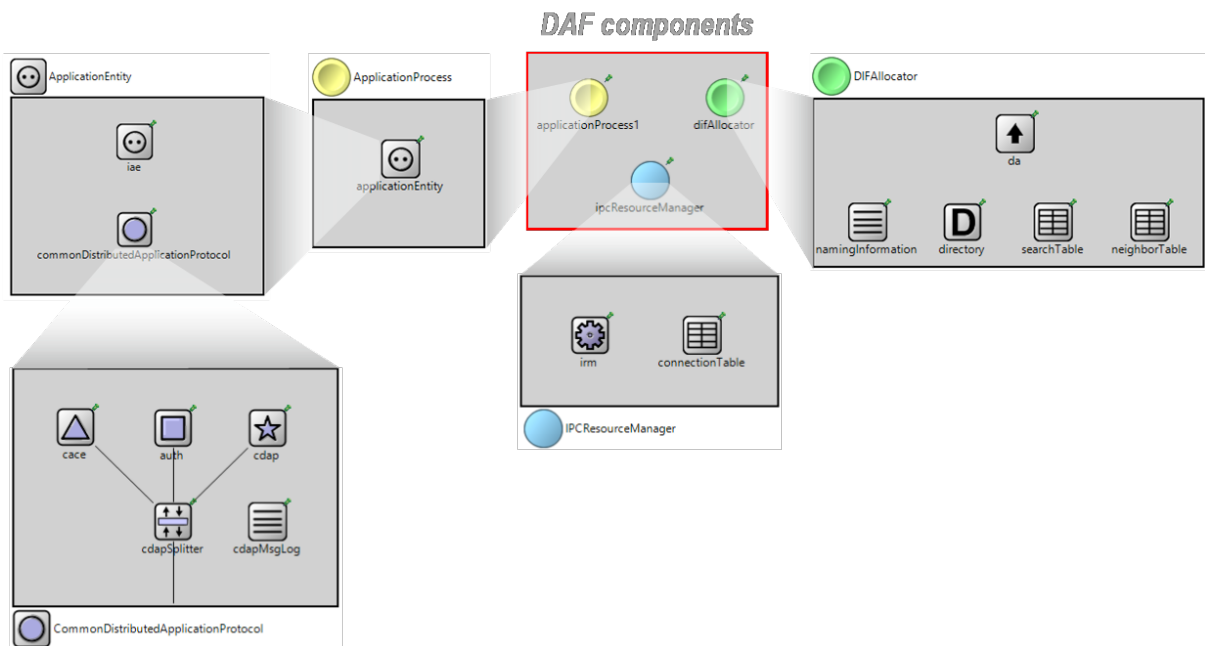 DAF components
ApplicationEntity
iae
commonDistributedApplicationProtocol
ApplicationProcess
applicationEntity
applicationProcess1
difAllocator
ipcResourceManager
DIFAllocator
da
namingInformation
directory
searchTable
neighborTable
D
irm
connectionTable
IPCResourceManager
cace
auth
cdap
cdapSplitter
cdapMsgLog
CommonDistributedApplicationProtocol